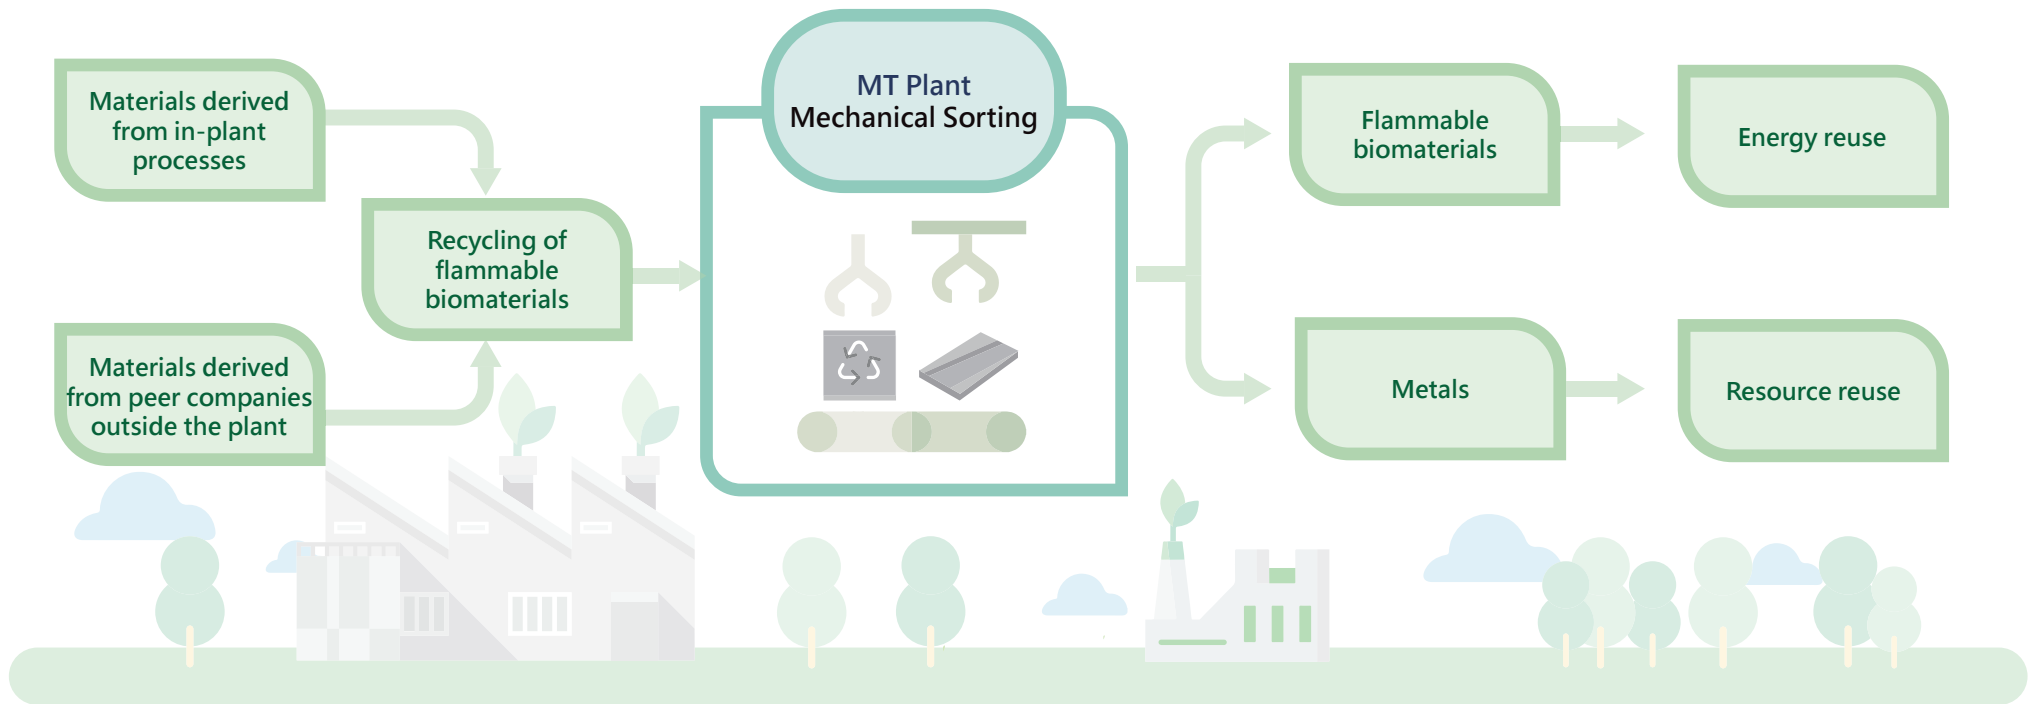 Materials derived
from in-plant
processes
Materials derived
from peer companies
outside the plant
Recycling of
flammable
biomaterials
MT Plant
Mechanical Sorting
Flammable
biomaterials
Energy reuse
Metals
Resource reuse